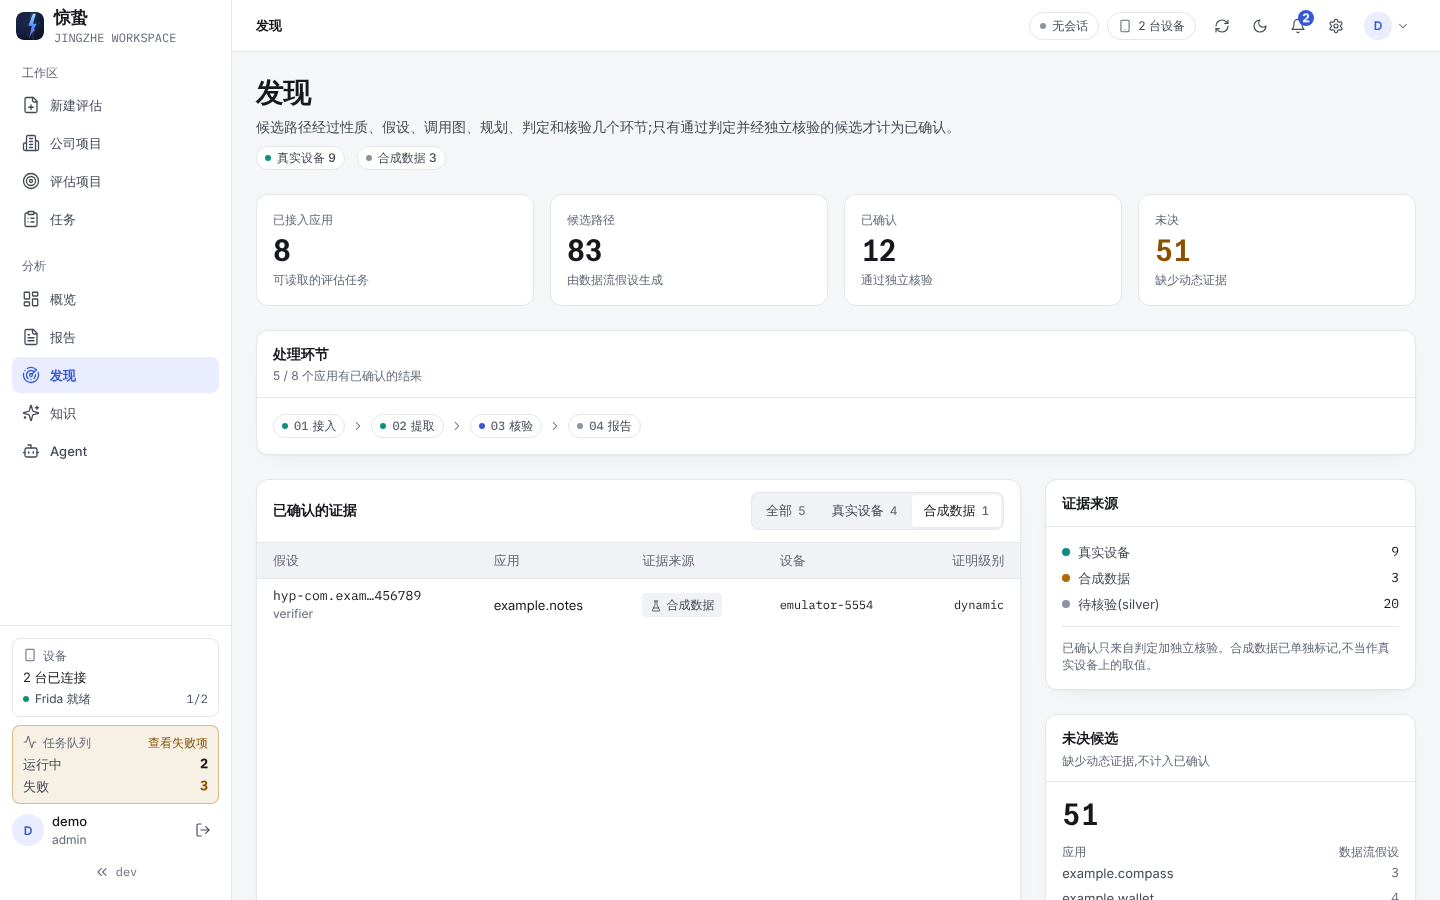 惊蛰
JINGZHE WORKSPACE
工作区
新建评估
公司项目
评估项目
任务
分析
概览
报告
发现
知识
Agent
设备
2 台已连接
Frida 就绪 1/2
任务队列 查看失败项
运行中 2
失败 3
D demo
admin
dev
发现 无会话 2 台设备 2 D
发现
候选路径经过性质、假设、调用图、规划、判定和核验几个环节;只有通过判定并经独立核验的候选才计为已确认。
真实设备 9 合成数据 3
已接入应用
8
可读取的评估任务
候选路径
83
由数据流假设生成
已确认
12
通过独立核验
未决
51
缺少动态证据
处理环节
5 / 8 个应用有已确认的结果
01 接入 02 提取 03 核验 04 报告
已确认的证据 全部 5 真实设备 4 合成数据 1
假设 应用 证据来源 设备 证明级别
hyp-com.exam…456789 example.notes 合成数据 emulator-5554 dynamic
verifier
证据来源
真实设备 9
合成数据 3
待核验(silver) 20
已确认只来自判定加独立核验。合成数据已单独标记,不当作真
实设备上的取值。
未决候选
缺少动态证据,不计入已确认
51
应用 数据流假设
example.compass 3
example.wallet 4